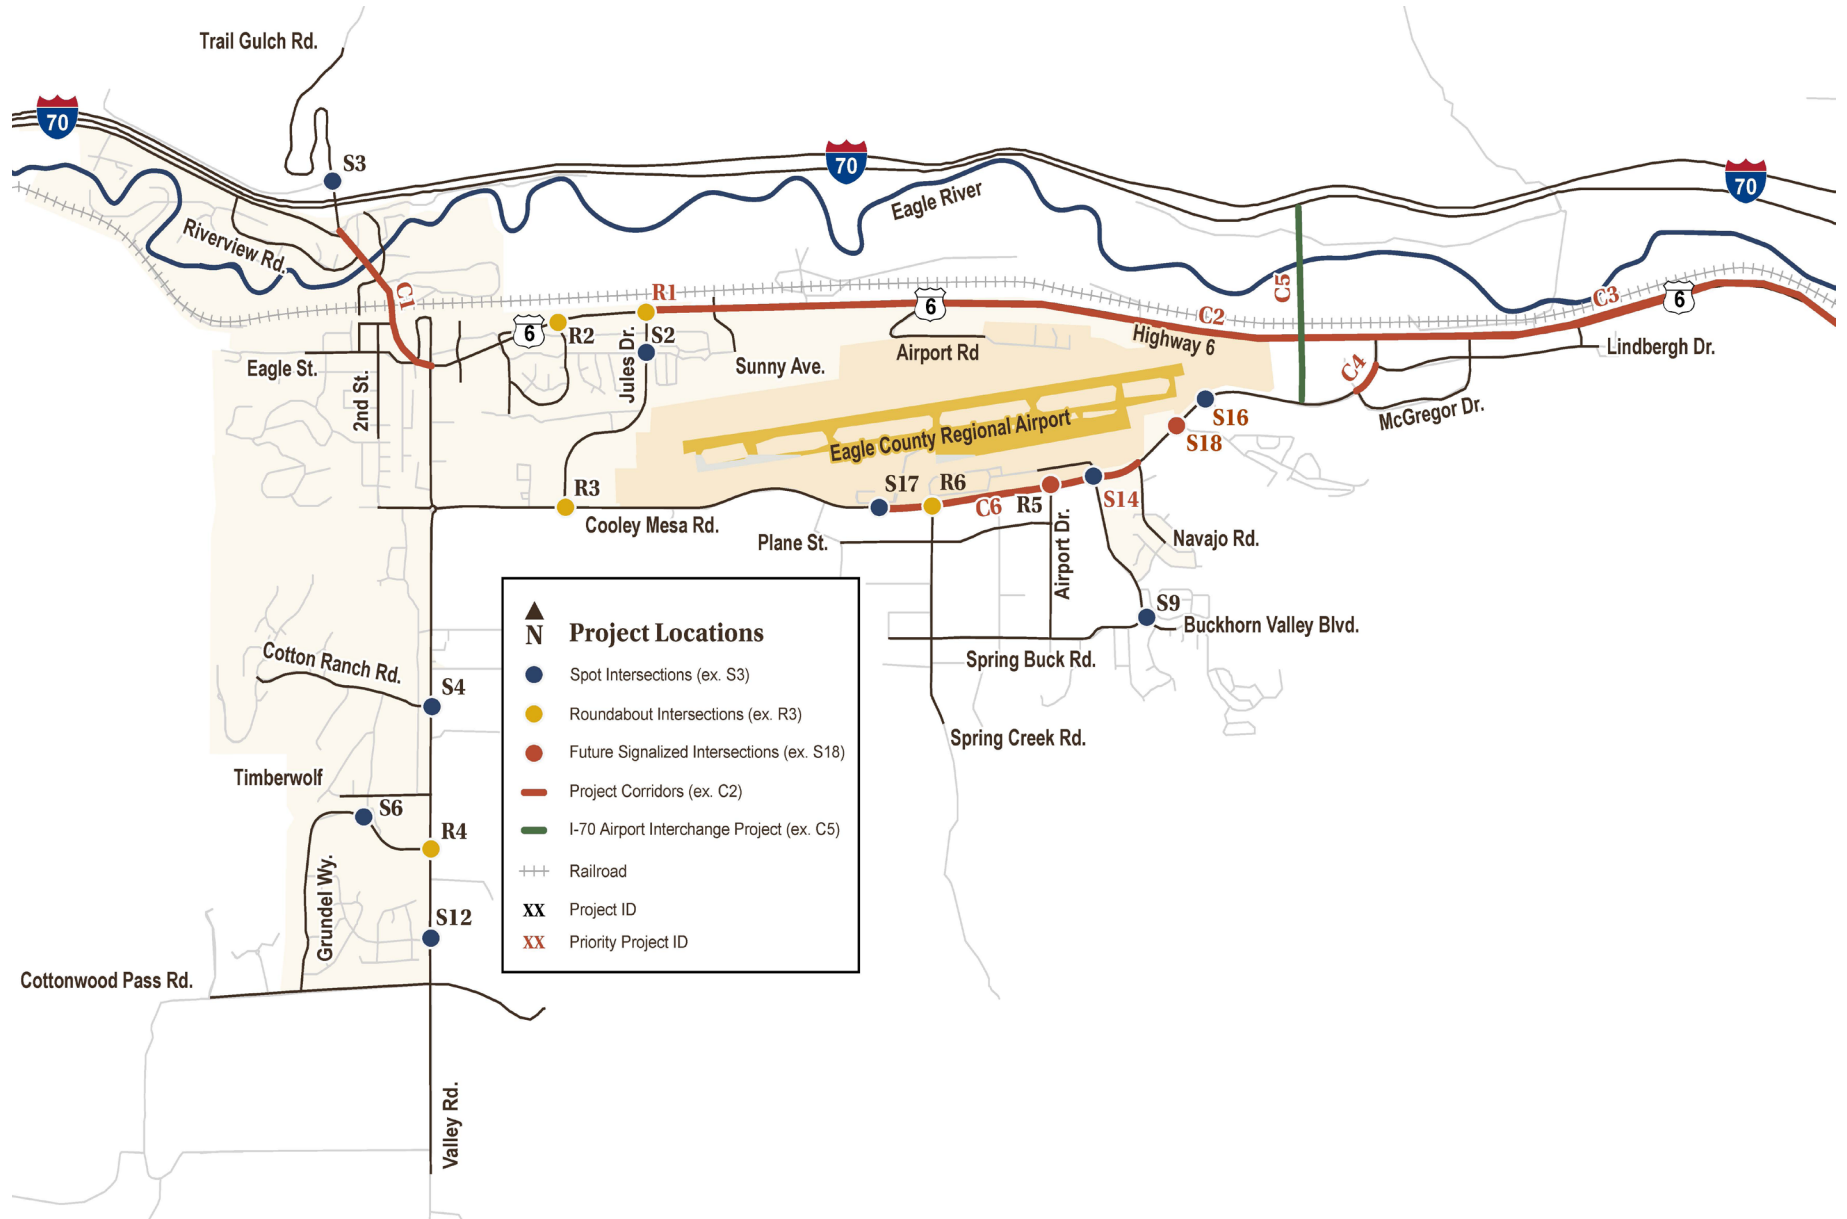 Trail Gulch Rd.
70
S3
70
70
Eagle River
Riverview Rd.
C1
R1
6
C5
C3
6
6
R2
Jules Dr.
S2
C2
Highway 6
Sunny Ave.
Airport Rd
Lindbergh Dr.
Eagle St.
2nd St.
C4
McGregor Dr.
S16
S18
Eagle County Regional Airport
R3
S17
R6
C6
R5
S14
Cooley Mesa Rd.
Plane St.
Airport Dr.
Navajo Rd.
S9
Buckhorn Valley Blvd.
Spring Buck Rd.
Spring Creek Rd.
Cotton Ranch Rd.
S4
Timberwolf
S6
R4
Grundel Wy.
S12
Cottonwood Pass Rd.
Valley Rd.
N
Project Locations
Spot Intersections (ex. S3)
Roundabout Intersections (ex. R3)
Future Signalized Intersections (ex. S18)
Project Corridors (ex. C2)
I-70 Airport Interchange Project (ex. C5)
Railroad
XX Project ID
XX Priority Project ID